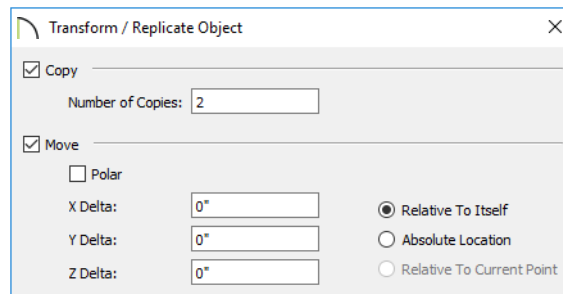 Transform / Replicate Object
Copy
Number of Copies: 2
Move
Polar
X Delta: 0" Relative To Itself
Y Delta: 0" Absolute Location
Z Delta: 0" Relative To Current Point